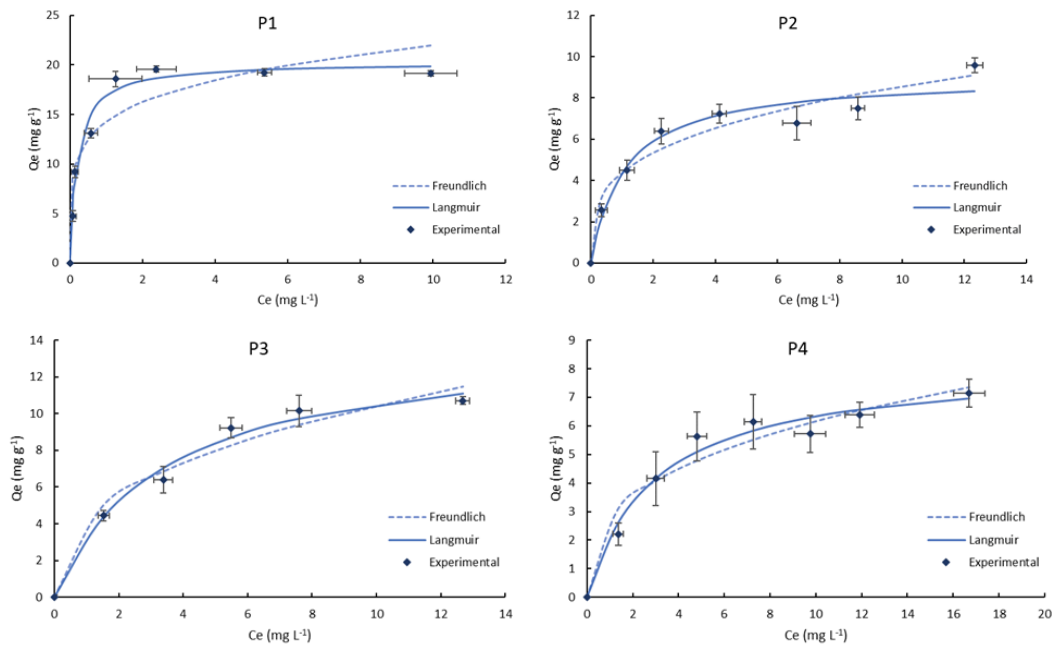 P1
25
20
15
10
5
0
Qe (mg g⁻¹)
0 2 4 6 8 10 12
Ce (mg L⁻¹)
Freundlich
Langmuir
Experimental
P2
12
10
8
6
4
2
0
Qe (mg g⁻¹)
0 2 4 6 8 10 12 14
Ce (mg L⁻¹)
Freundlich
Langmuir
Experimental
P3
14
12
10
8
6
4
2
0
Qe (mg g⁻¹)
0 2 4 6 8 10 12 14
Ce (mg L⁻¹)
Freundlich
Langmuir
Experimental
P4
9
8
7
6
5
4
3
2
1
0
Qe (mg g⁻¹)
0 2 4 6 8 10 12 14 16 18 20
Ce (mg L⁻¹)
Freundlich
Langmuir
Experimental